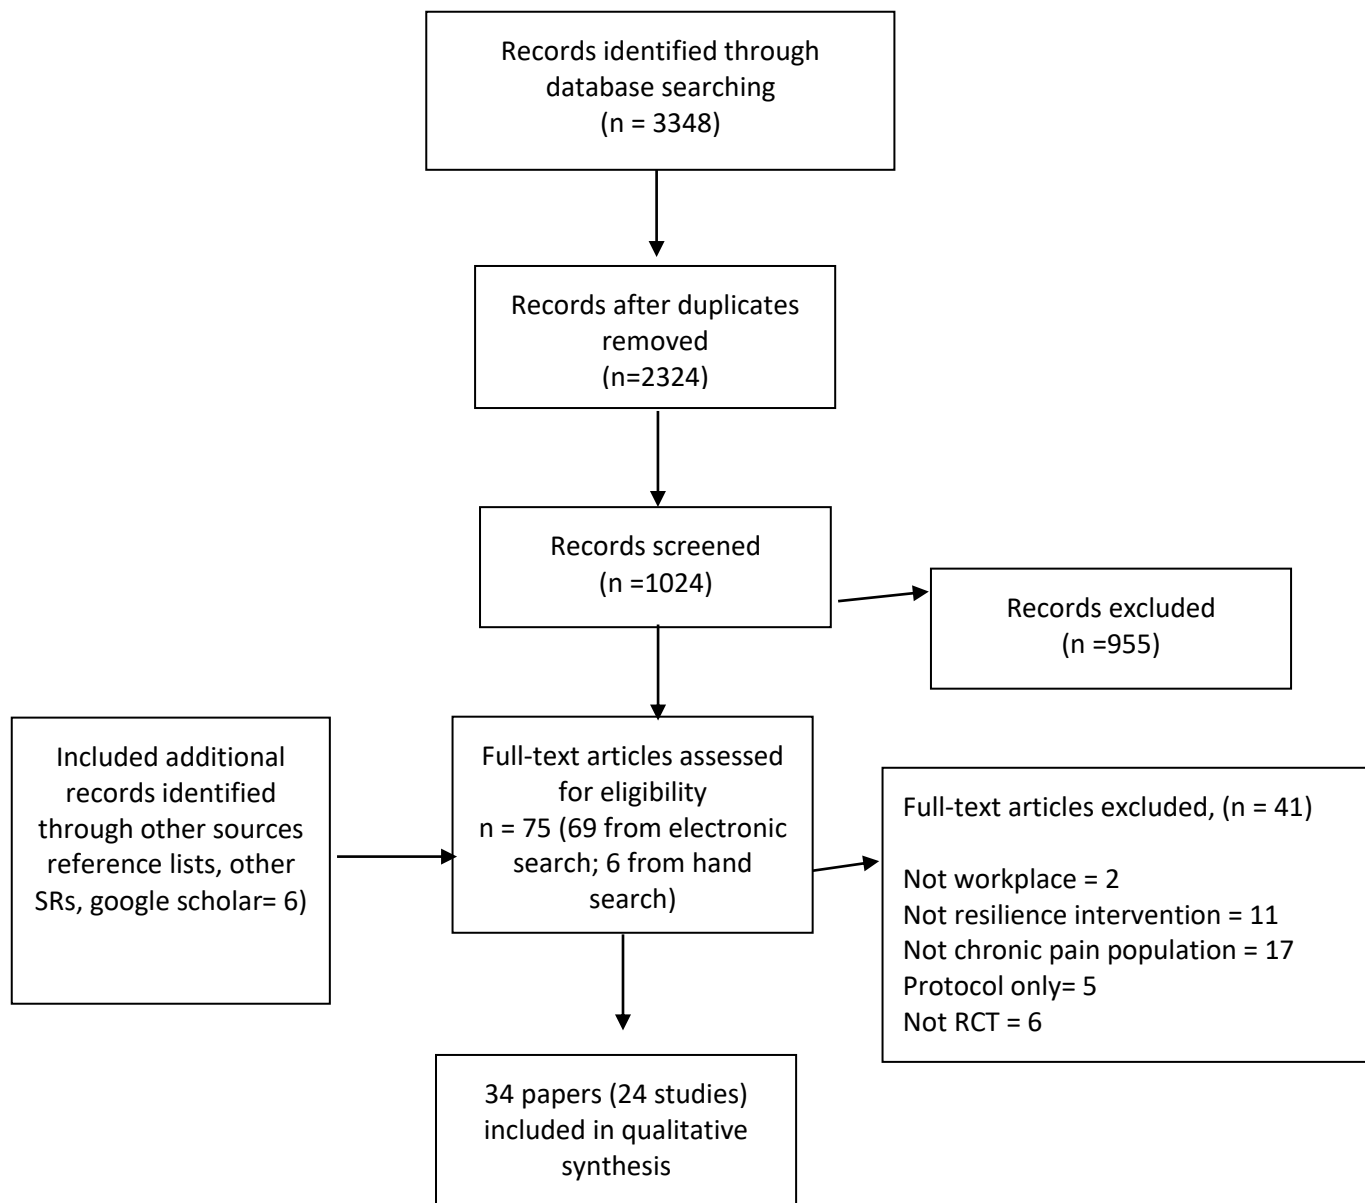 Records identified through
database searching
(n = 3348)
Records after duplicates
removed
(n=2324)
Records screened
(n =1024)
Records excluded
(n =955)
Included additional
records identified
through other sources
reference lists, other
SRs, google scholar= 6)
Full-text articles assessed
for eligibility
n = 75 (69 from electronic
search; 6 from hand
search)
Full-text articles excluded, (n = 41)
Not workplace = 2
Not resilience intervention = 11
Not chronic pain population = 17
Protocol only= 5
Not RCT = 6
34 papers (24 studies)
included in qualitative
synthesis